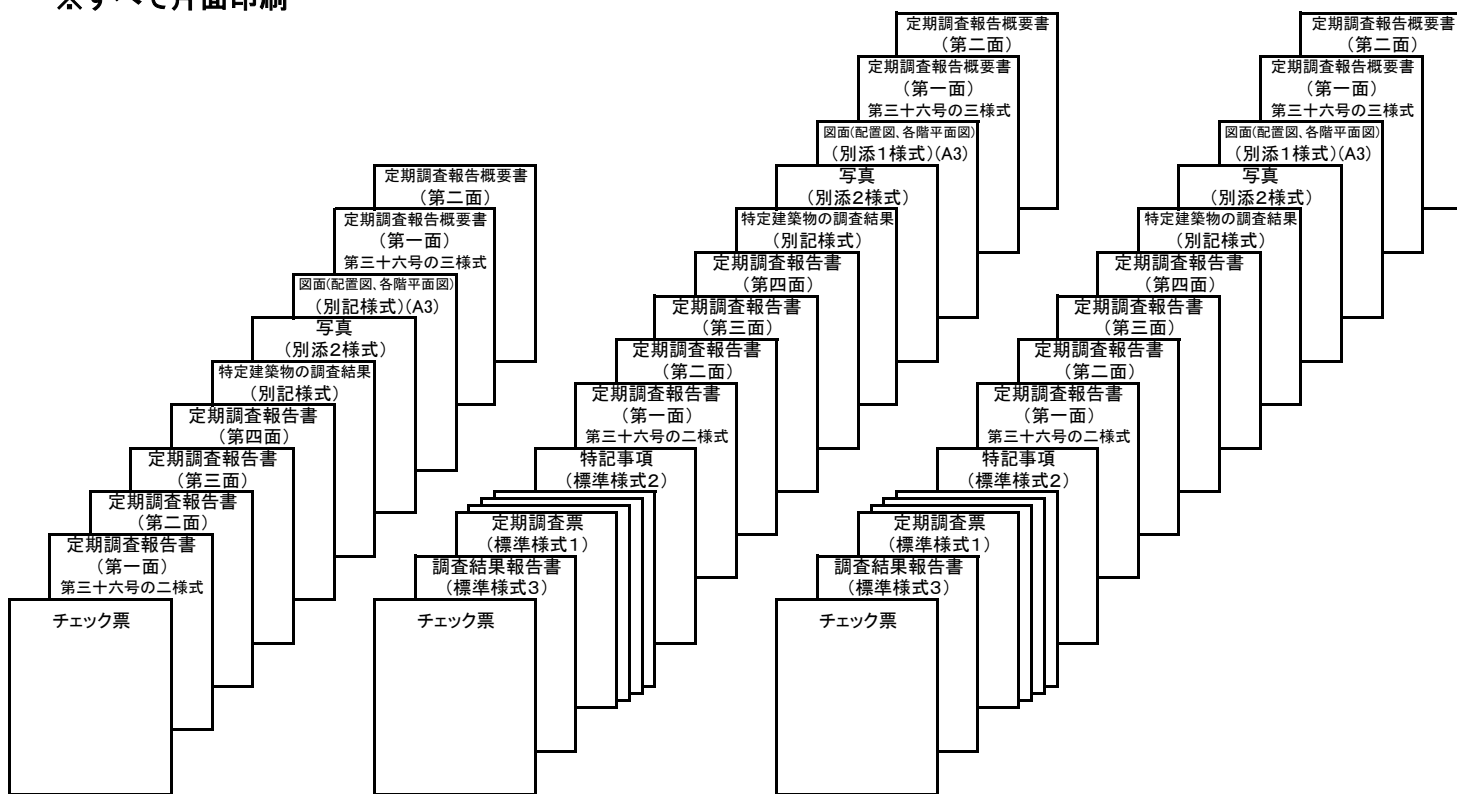 ※すべて片面印刷
定期調査報告概要書
(第二面)
定期調査報告概要書
(第一面)
第三十六号の三様式
図面(配置図、各階平面図)
(別記様式)(A3)
写真
(別添2様式)
特定建築物の調査結果
(別記様式)
定期調査報告書
(第四面)
定期調査報告書
(第三面)
定期調査報告書
(第二面)
定期調査報告書
(第一面)
第三十六号の二様式
チェック票
定期調査報告概要書
(第二面)
定期調査報告概要書
(第一面)
第三十六号の三様式
図面(配置図、各階平面図)
(別添1様式)(A3)
写真
(別添2様式)
特定建築物の調査結果
(別記様式)
定期調査報告書
(第四面)
定期調査報告書
(第三面)
定期調査報告書
(第二面)
定期調査報告書
(第一面)
第三十六号の二様式
特記事項
(標準様式2)
定期調査票
(標準様式1)
調査結果報告書
(標準様式3)
チェック票
定期調査報告概要書
(第二面)
定期調査報告概要書
(第一面)
第三十六号の三様式
図面(配置図、各階平面図)
(別添1様式)(A3)
写真
(別添2様式)
特定建築物の調査結果
(別記様式)
定期調査報告書
(第四面)
定期調査報告書
(第三面)
定期調査報告書
(第二面)
定期調査報告書
(第一面)
第三十六号の二様式
特記事項
(標準様式2)
定期調査票
(標準様式1)
調査結果報告書
(標準様式3)
チェック票